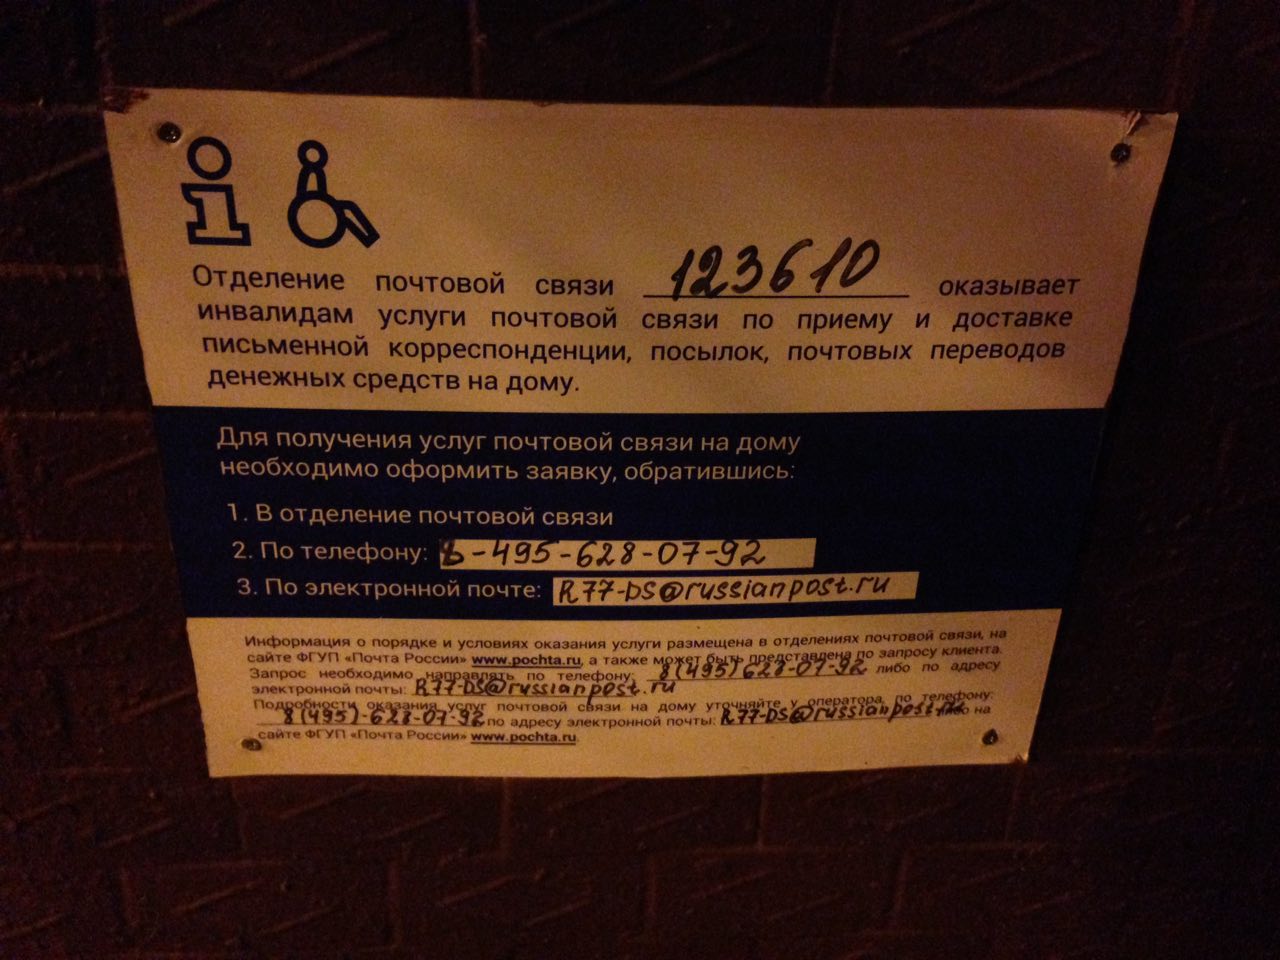 Отделение почтовой связи 123610 оказывает
инвалидам услуги почтовой связи по приему и доставке
письменной корреспонденции, посылок, почтовых переводов
денежных средств на дому.
Для получения услуг почтовой связи на дому
необходимо оформить заявку, обратившись:
1. В отделение почтовой связи
2. По телефону: 8-495-628-07-92
3. По электронной почте: R77-DS@russianpost.ru
Информация о порядке и условиях оказания услуги размещена в отделениях почтовой связи, на
сайте ФГУП «Почта России» www.pochta.ru, а также может быть представлена по запросу клиента.
Запрос необходимо направлять по телефону: 8(495)628-07-92 либо по адресу
электронной почты: R77-DS@russianpost.ru
Подробности оказания услуг почтовой связи на дому уточняйте у оператора, по телефону:
8(495)-628-07-92 по адресу электронной почты: R77-DS@russianpost.ru либо на
сайте ФГУП «Почта России» www.pochta.ru.